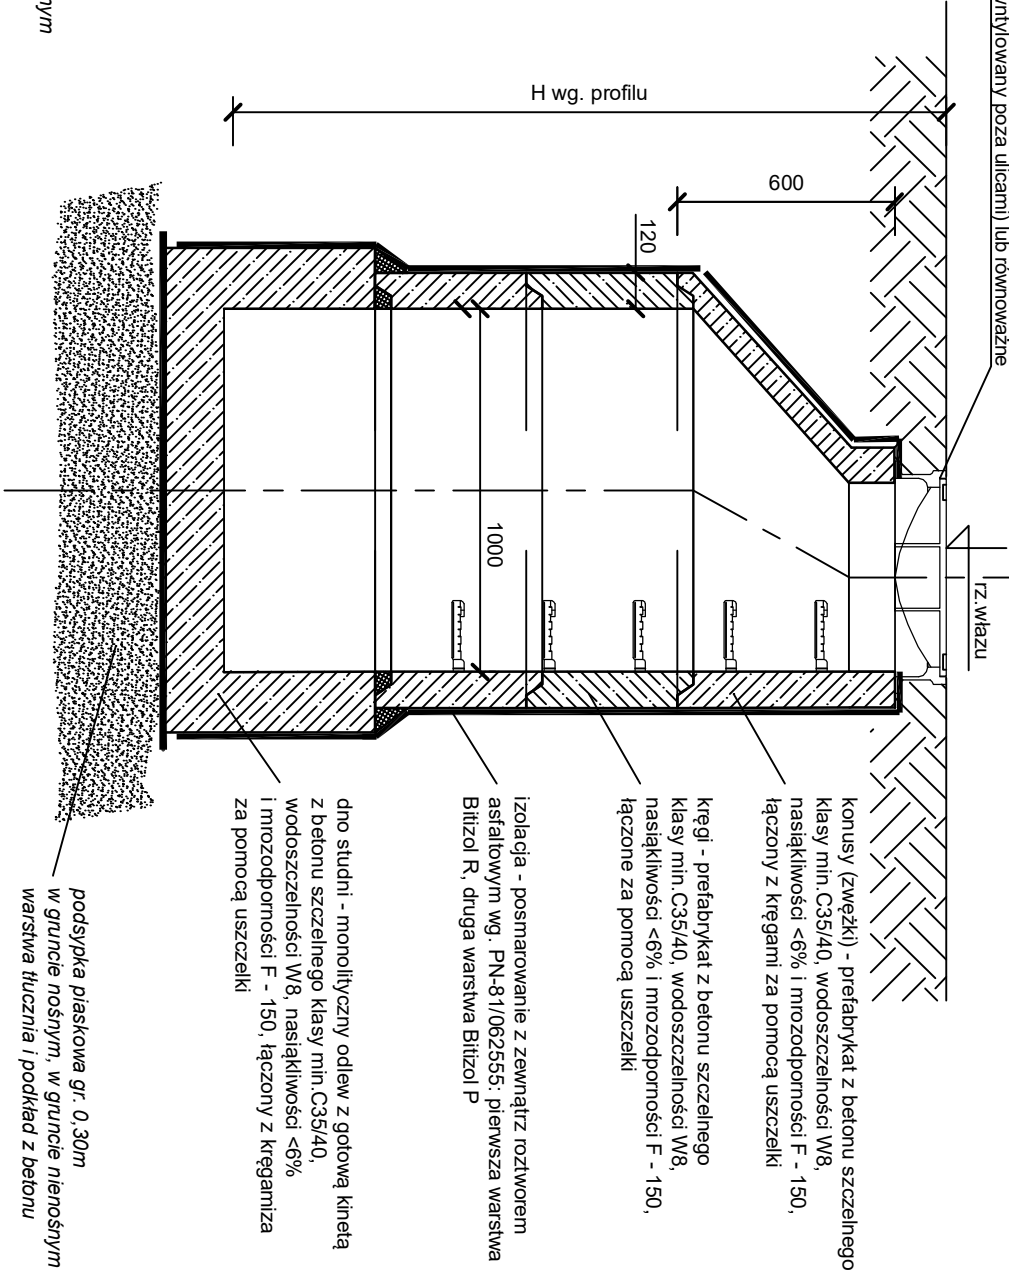 ntylowany poza ulicami) lub równoważne
rz.włazu
H wg. profilu
600
120
1000
konusy (zwężki) - prefabrykat z betonu szczelnego
klasy min.C35/40, wodoszczelności W8,
nasiąkliwości <6% i mrozodporności F - 150,
łączony z kręgami za pomocą uszczelki
kręgi - prefabrykat z betonu szczelnego
klasy min.C35/40, wodoszczelności W8,
nasiąkliwości <6% i mrozodporności F - 150,
łączone za pomocą uszczelki
izolacja - posmarowanie z zewnątrz roztworem
asfaltowym wg. PN-81/062555: pierwsza warstwa
Bitizol R, druga warstwa Bitizol P
dno studni - monolityczny odlew z gotową kinetą
z betonu szczelnego klasy min.C35/40,
wodoszczelności W8, nasiąkliwości <6%
i mrozodporności F - 150, łączony z kręgamiza
za pomocą uszczelki
podsypka piaskowa gr. 0,30m
w gruncie nośnym, w gruncie nienośnym
warstwa tłucznia i podkład z betonu
nym